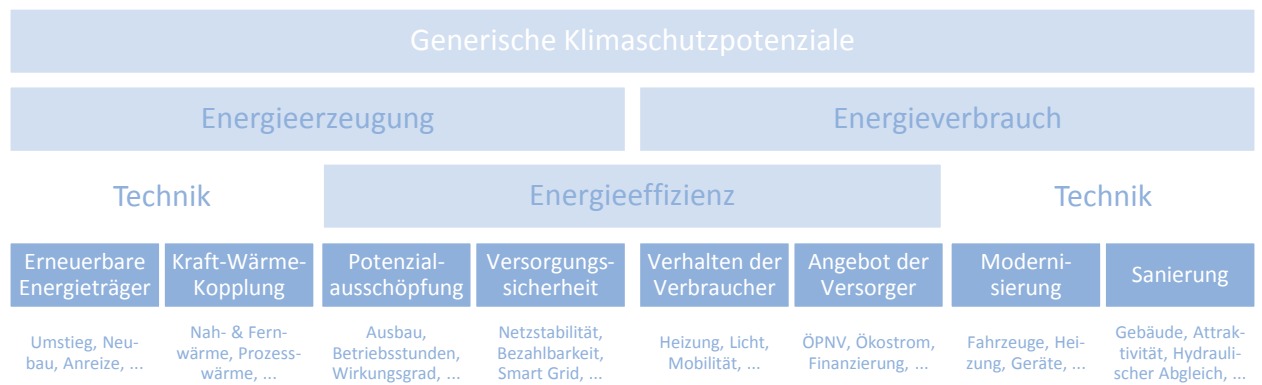 Generische Klimaschutzpotenziale
Energieerzeugung
Energieverbrauch
Technik
Energieeffizienz
Technik
Erneuerbare
Energieträger
Kraft-Wärme-
Kopplung
Potenzial-
ausschöpfung
Versorgungs-
sicherheit
Verhalten der
Verbraucher
Angebot der
Versorger
Moderni-
sierung
Sanierung
Umstieg, Neu-
bau, Anreize, ...
Nah- & Fern-
wärme, Prozess-
wärme, ...
Ausbau,
Betriebsstunden,
Wirkungsgrad, ...
Netzstabilität,
Bezahlbarkeit,
Smart Grid, ...
Heizung, Licht,
Mobilität, ...
ÖPNV, Ökostrom,
Finanzierung, ...
Fahrzeuge, Hei-
zung, Geräte, ...
Gebäude, Attrak-
tivität, Hydrauli-
scher Abgleich, ...